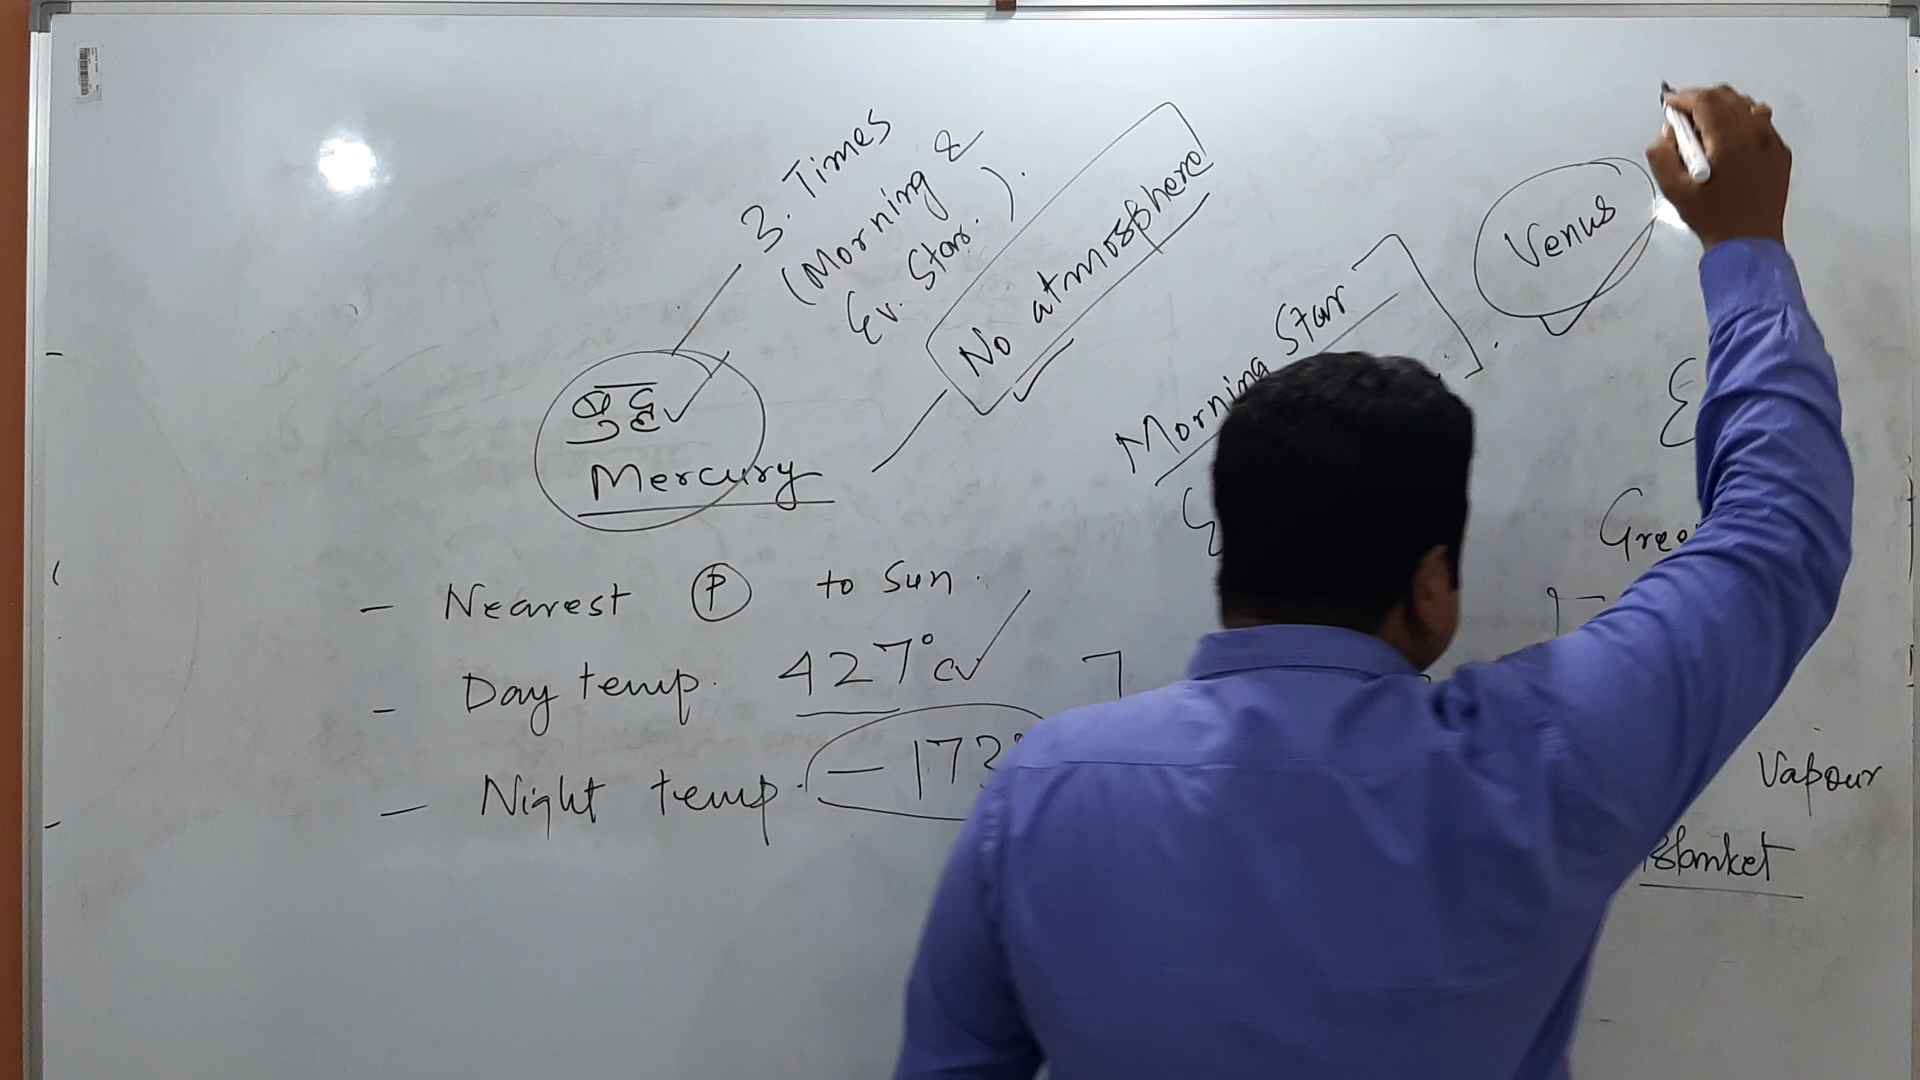 3. Times
(Morning &
Ev. Star.).
No atmosphere
बुद्ध
Mercury
- Nearest Ⓟ to Sun.
- Day temp. 427°C
- Night temp. -173°
Morning Star
Venus
Vapour
Blanket